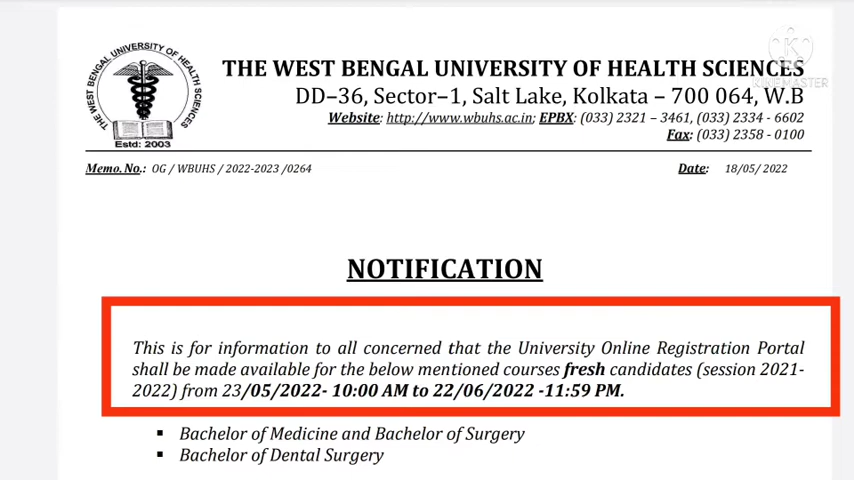 THE WEST BENGAL UNIVERSITY OF HEALTH SCIENCES
Estd: 2003
THE WEST BENGAL UNIVERSITY OF HEALTH SCIENCES
DD–36, Sector–1, Salt Lake, Kolkata – 700 064, W.B
Website: http://www.wbuhs.ac.in; EPBX: (033) 2321 – 3461, (033) 2334 - 6602
Fax: (033) 2358 - 0100
K
KINEMASTER
Memo. No.: OG / WBUHS / 2022-2023 /0264
Date: 18/05/ 2022
NOTIFICATION
This is for information to all concerned that the University Online Registration Portal
shall be made available for the below mentioned courses fresh candidates (session 2021-
2022) from 23/05/2022- 10:00 AM to 22/06/2022 -11:59 PM.
▪ Bachelor of Medicine and Bachelor of Surgery
▪ Bachelor of Dental Surgery